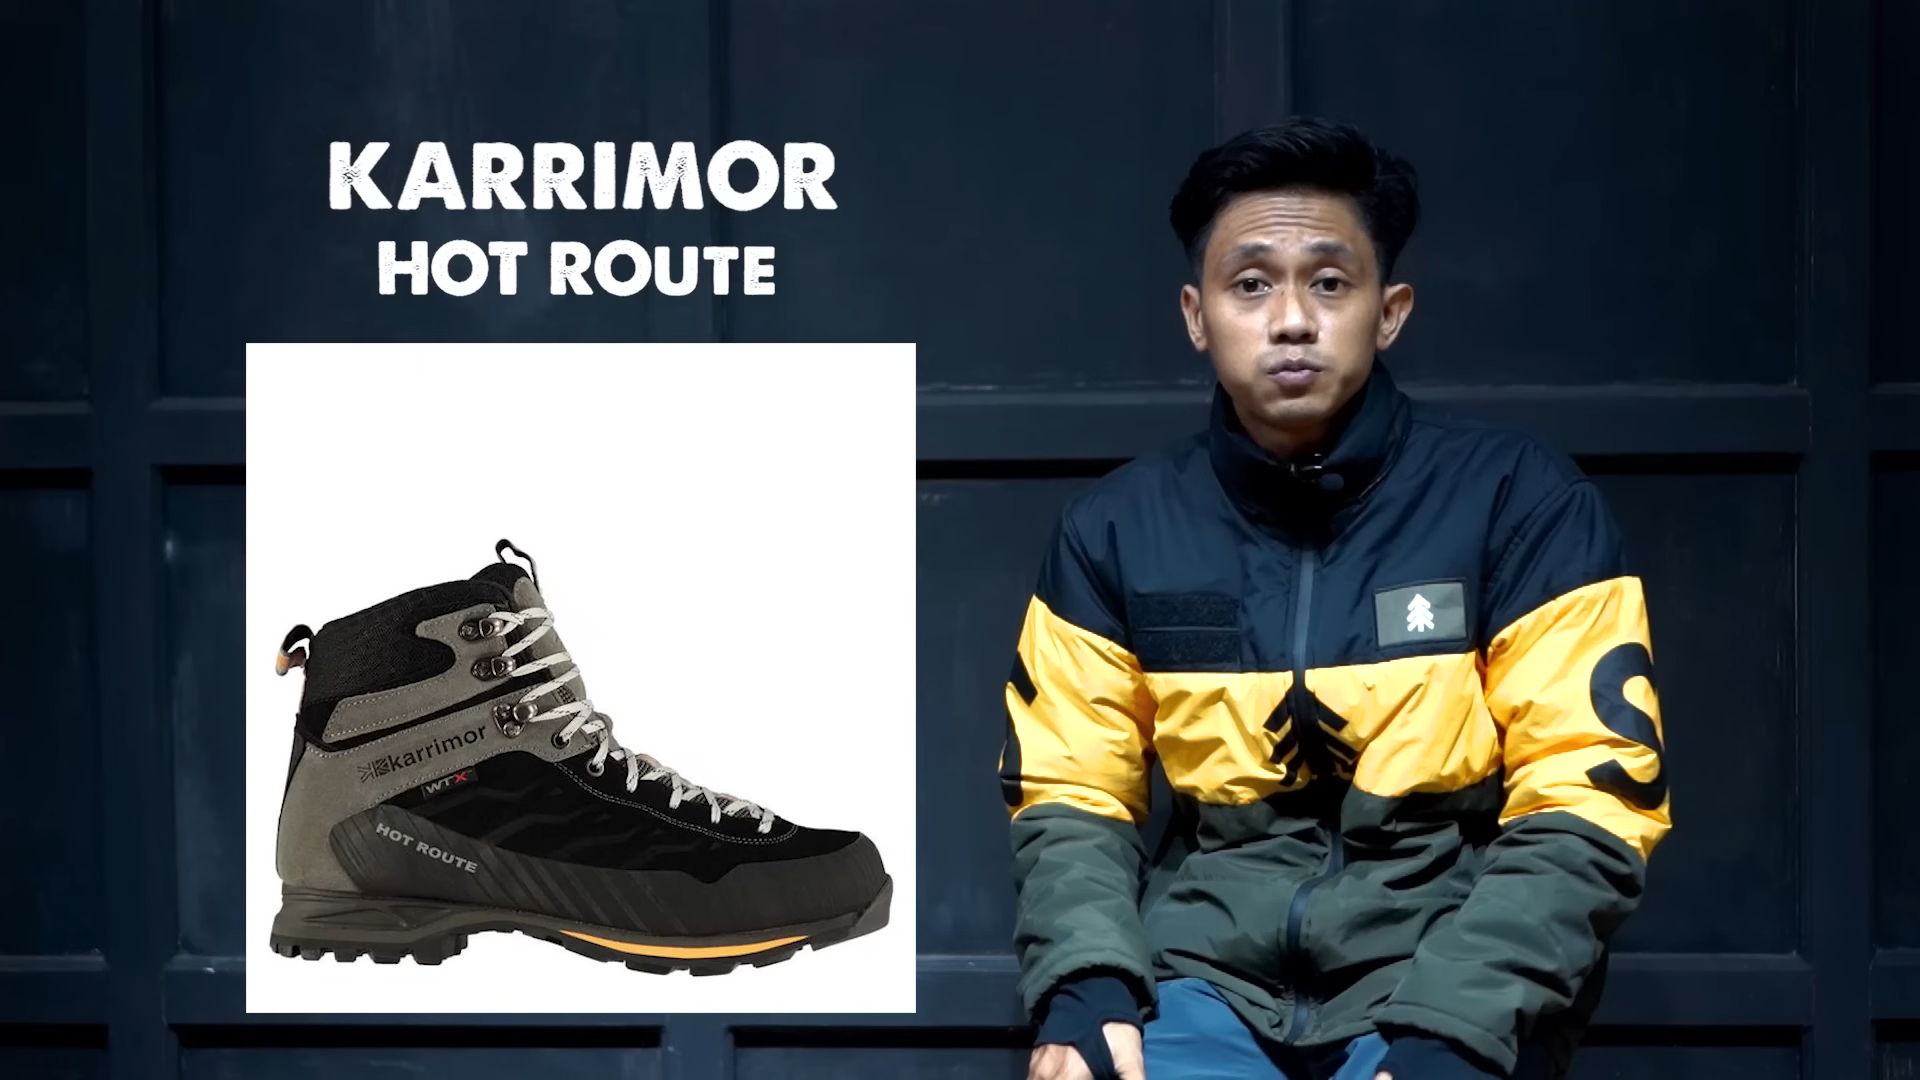 KARRIMOR
HOT ROUTE
karrimor
WTX
HOT ROUTE
S